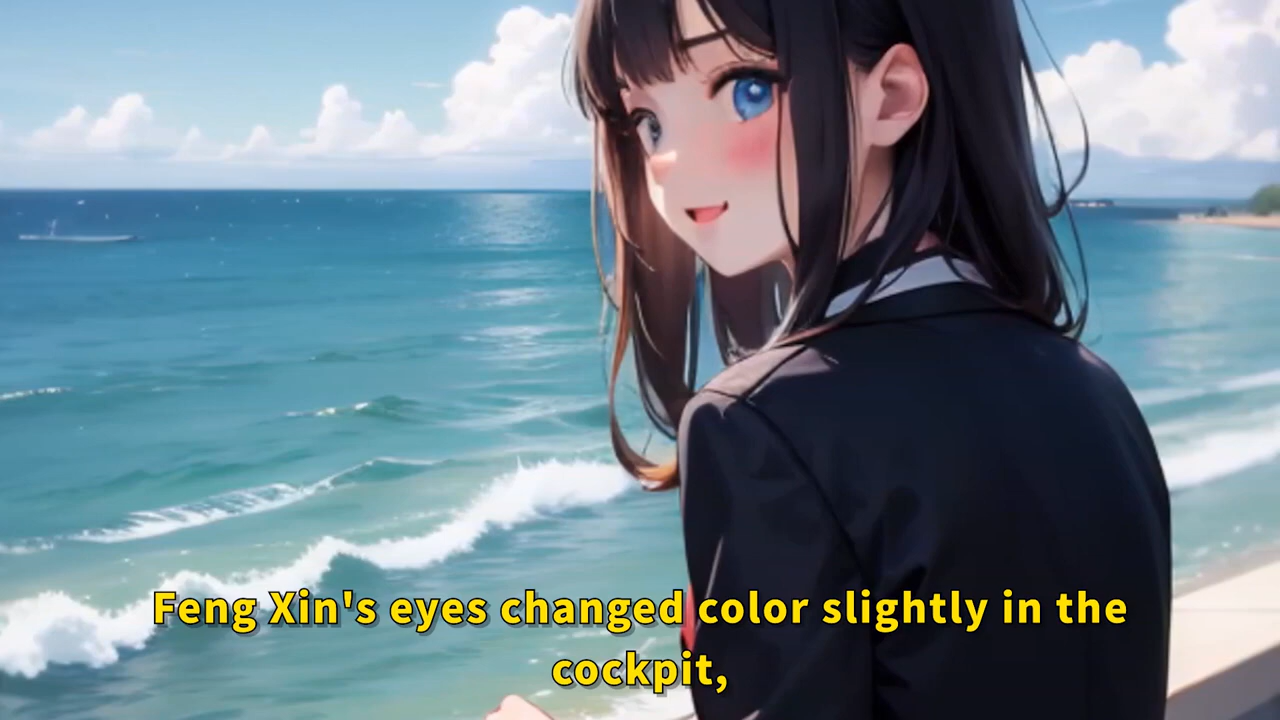 Feng Xin's eyes changed color slightly in the
cockpit,